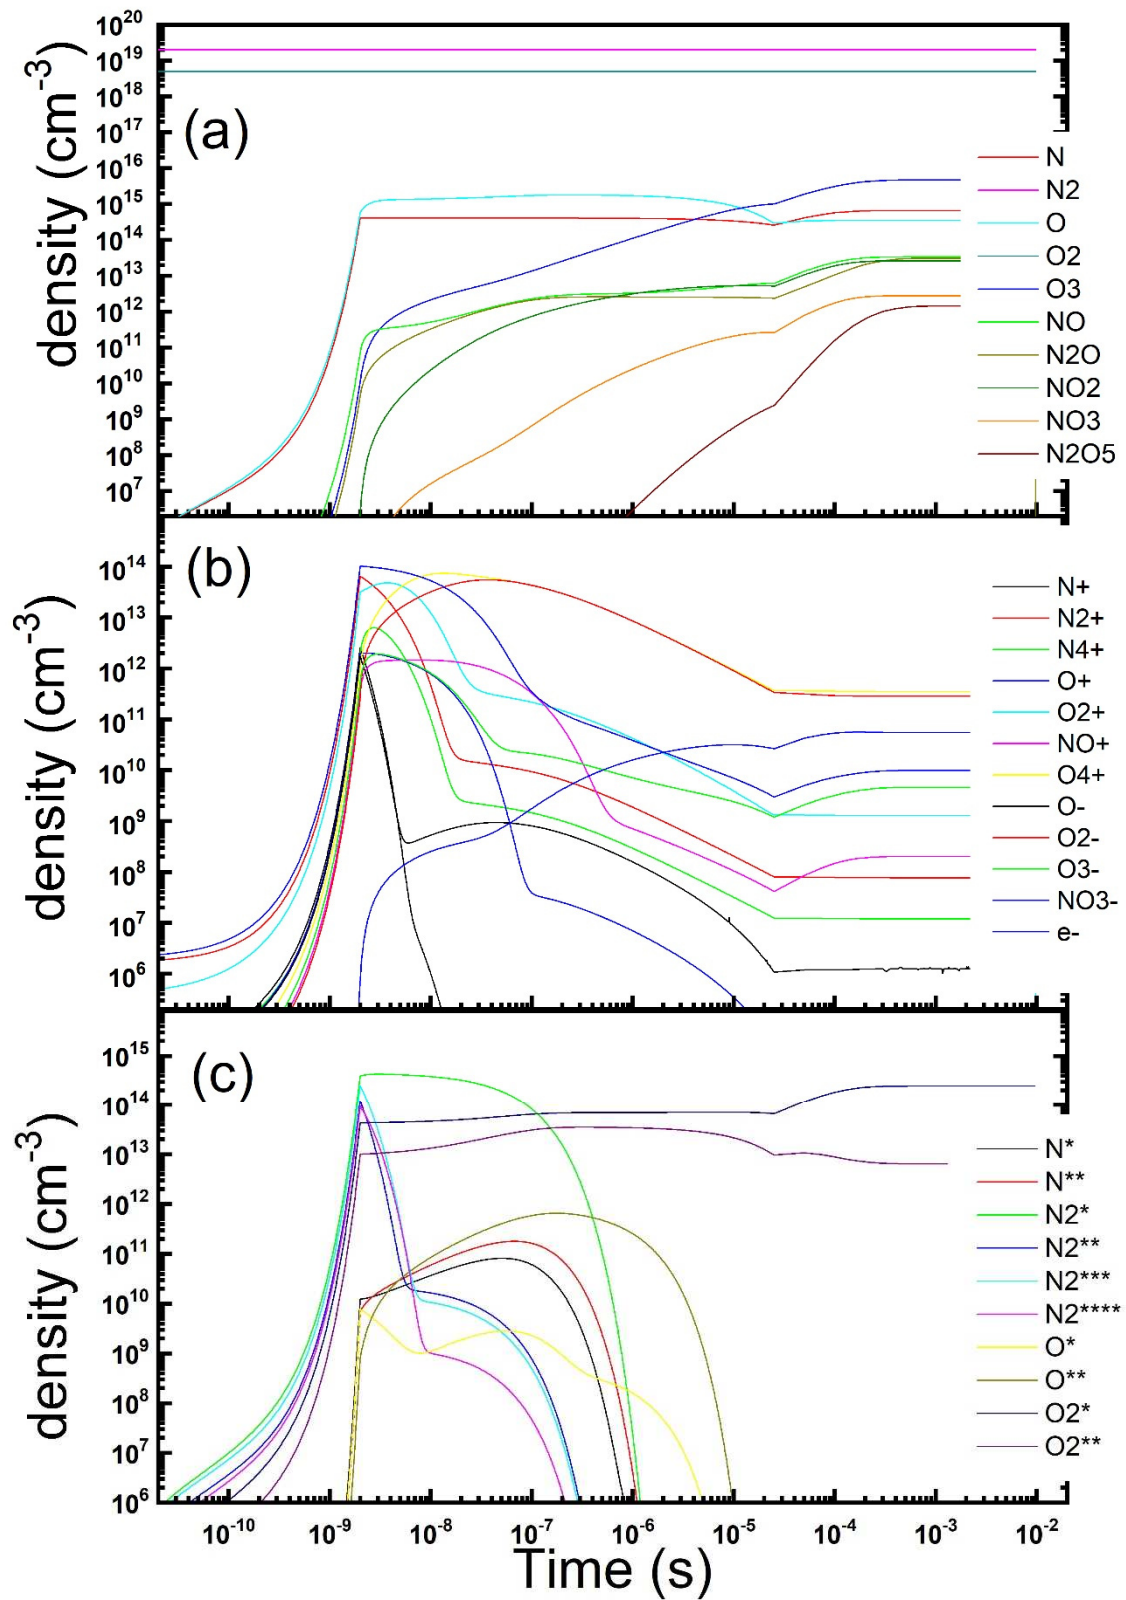 density (cm-3)
10^20
10^19
10^18
10^17
10^16
10^15
10^14
10^13
10^12
10^11
10^10
10^9
10^8
10^7
(a)
N
N2
O
O2
O3
NO
N2O
NO2
NO3
N2O5
density (cm-3)
10^14
10^13
10^12
10^11
10^10
10^9
10^8
10^7
10^6
(b)
N+
N2+
N4+
O+
O2+
NO+
O4+
O-
O2-
O3-
NO3-
e-
density (cm-3)
10^15
10^14
10^13
10^12
10^11
10^10
10^9
10^8
10^7
10^6
(c)
N*
N**
N2*
N2**
N2***
N2****
O*
O**
O2*
O2**
10^-10 10^-9 10^-8 10^-7 10^-6 10^-5 10^-4 10^-3 10^-2
Time (s)